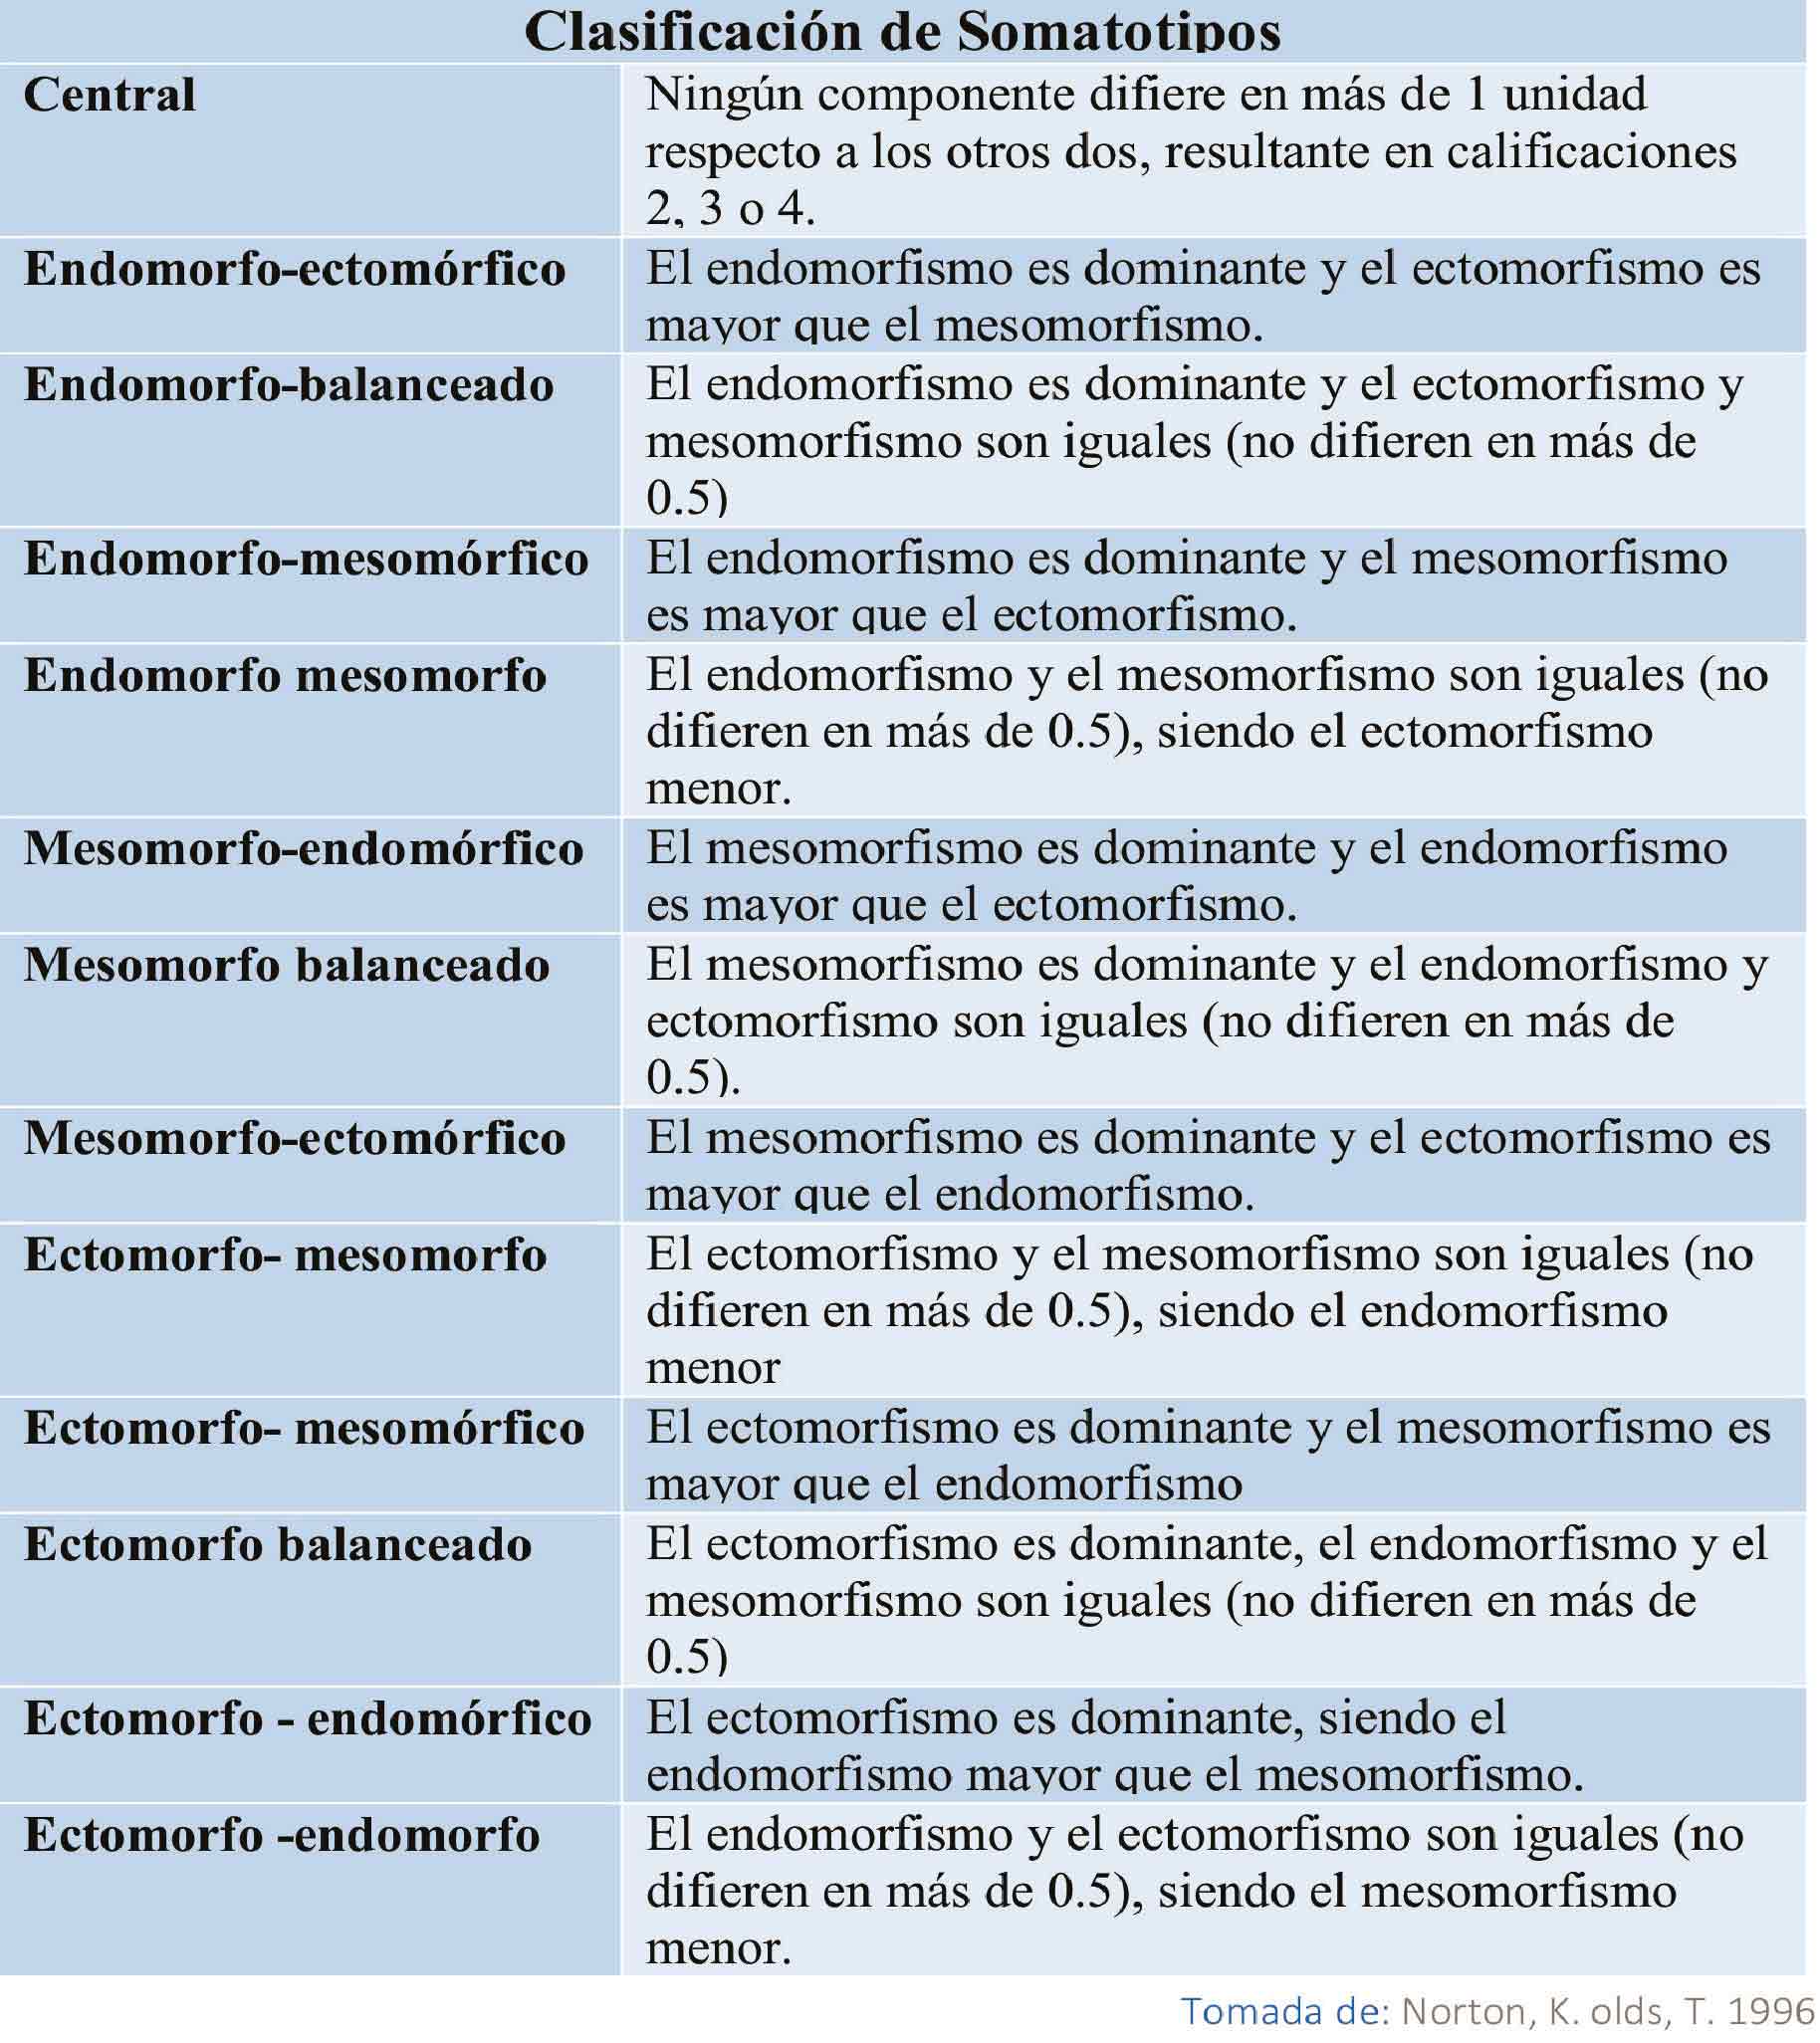 Clasificación de Somatotipos
Central
Ningún componente difiere en más de 1 unidad
respecto a los otros dos, resultante en calificaciones
2, 3 o 4.
Endomorfo-ectomórfico
El endomorfismo es dominante y el ectomorfismo es
mayor que el mesomorfismo.
Endomorfo-balanceado
El endomorfismo es dominante y el ectomorfismo y
mesomorfismo son iguales (no difieren en más de
0.5)
Endomorfo-mesomórfico
El endomorfismo es dominante y el mesomorfismo
es mayor que el ectomorfismo.
Endomorfo mesomorfo
El endomorfismo y el mesomorfismo son iguales (no
difieren en más de 0.5), siendo el ectomorfismo
menor.
Mesomorfo-endomórfico
El mesomorfismo es dominante y el endomorfismo
es mayor que el ectomorfismo.
Mesomorfo balanceado
El mesomorfismo es dominante y el endomorfismo y
ectomorfismo son iguales (no difieren en más de
0.5).
Mesomorfo-ectomórfico
El mesomorfismo es dominante y el ectomorfismo es
mayor que el endomorfismo.
Ectomorfo- mesomorfo
El ectomorfismo y el mesomorfismo son iguales (no
difieren en más de 0.5), siendo el endomorfismo
menor
Ectomorfo- mesomórfico
El ectomorfismo es dominante y el mesomorfismo es
mayor que el endomorfismo
Ectomorfo balanceado
El ectomorfismo es dominante, el endomorfismo y el
mesomorfismo son iguales (no difieren en más de
0.5)
Ectomorfo - endomórfico
El ectomorfismo es dominante, siendo el
endomorfismo mayor que el mesomorfismo.
Ectomorfo -endomorfo
El endomorfismo y el ectomorfismo son iguales (no
difieren en más de 0.5), siendo el mesomorfismo
menor.
Tomada de: Norton, K. olds, T. 1996